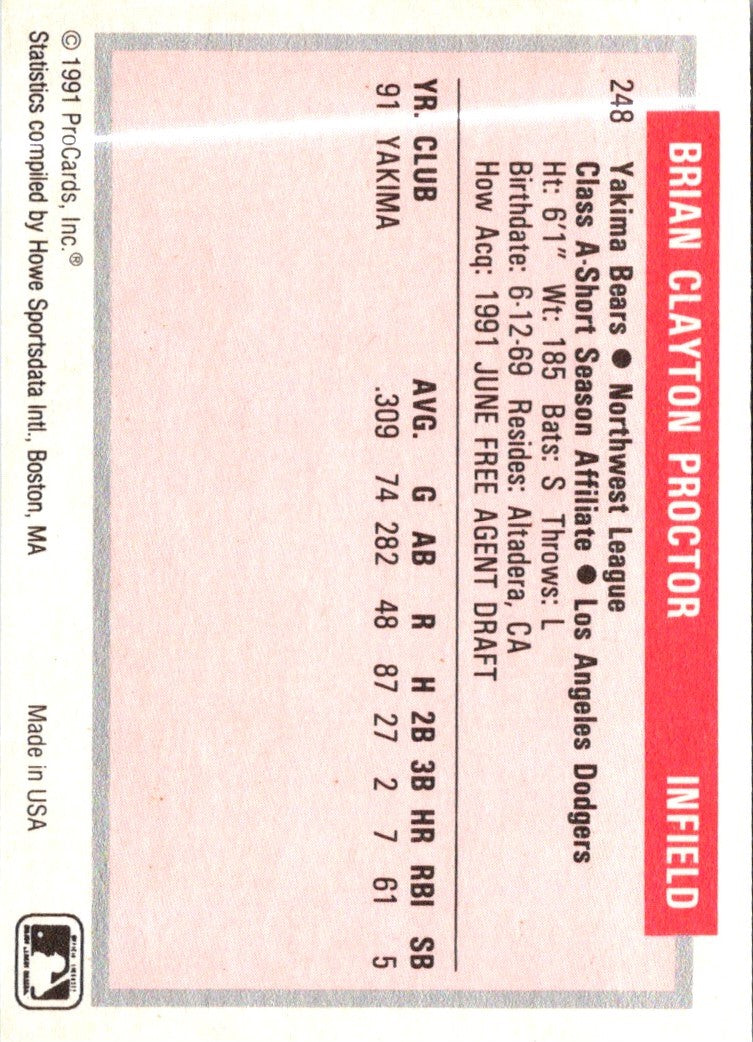 BRIAN CLAYTON PROCTOR INFIELD
248 Yakima Bears ● Northwest League
Class A-Short Season Affiliate ● Los Angeles Dodgers
Ht: 6'1" Wt: 185 Bats: S Throws: L
Birthdate: 6-12-69 Resides: Altadera, CA
How Acq: 1991 JUNE FREE AGENT DRAFT
YR. CLUB AVG. G AB R H 2B 3B HR RBI SB
91 YAKIMA .309 74 282 48 87 27 2 7 61 5
© 1991 ProCards, Inc.®
Statistics compiled by Howe Sportsdata Intl., Boston, MA Made in USA